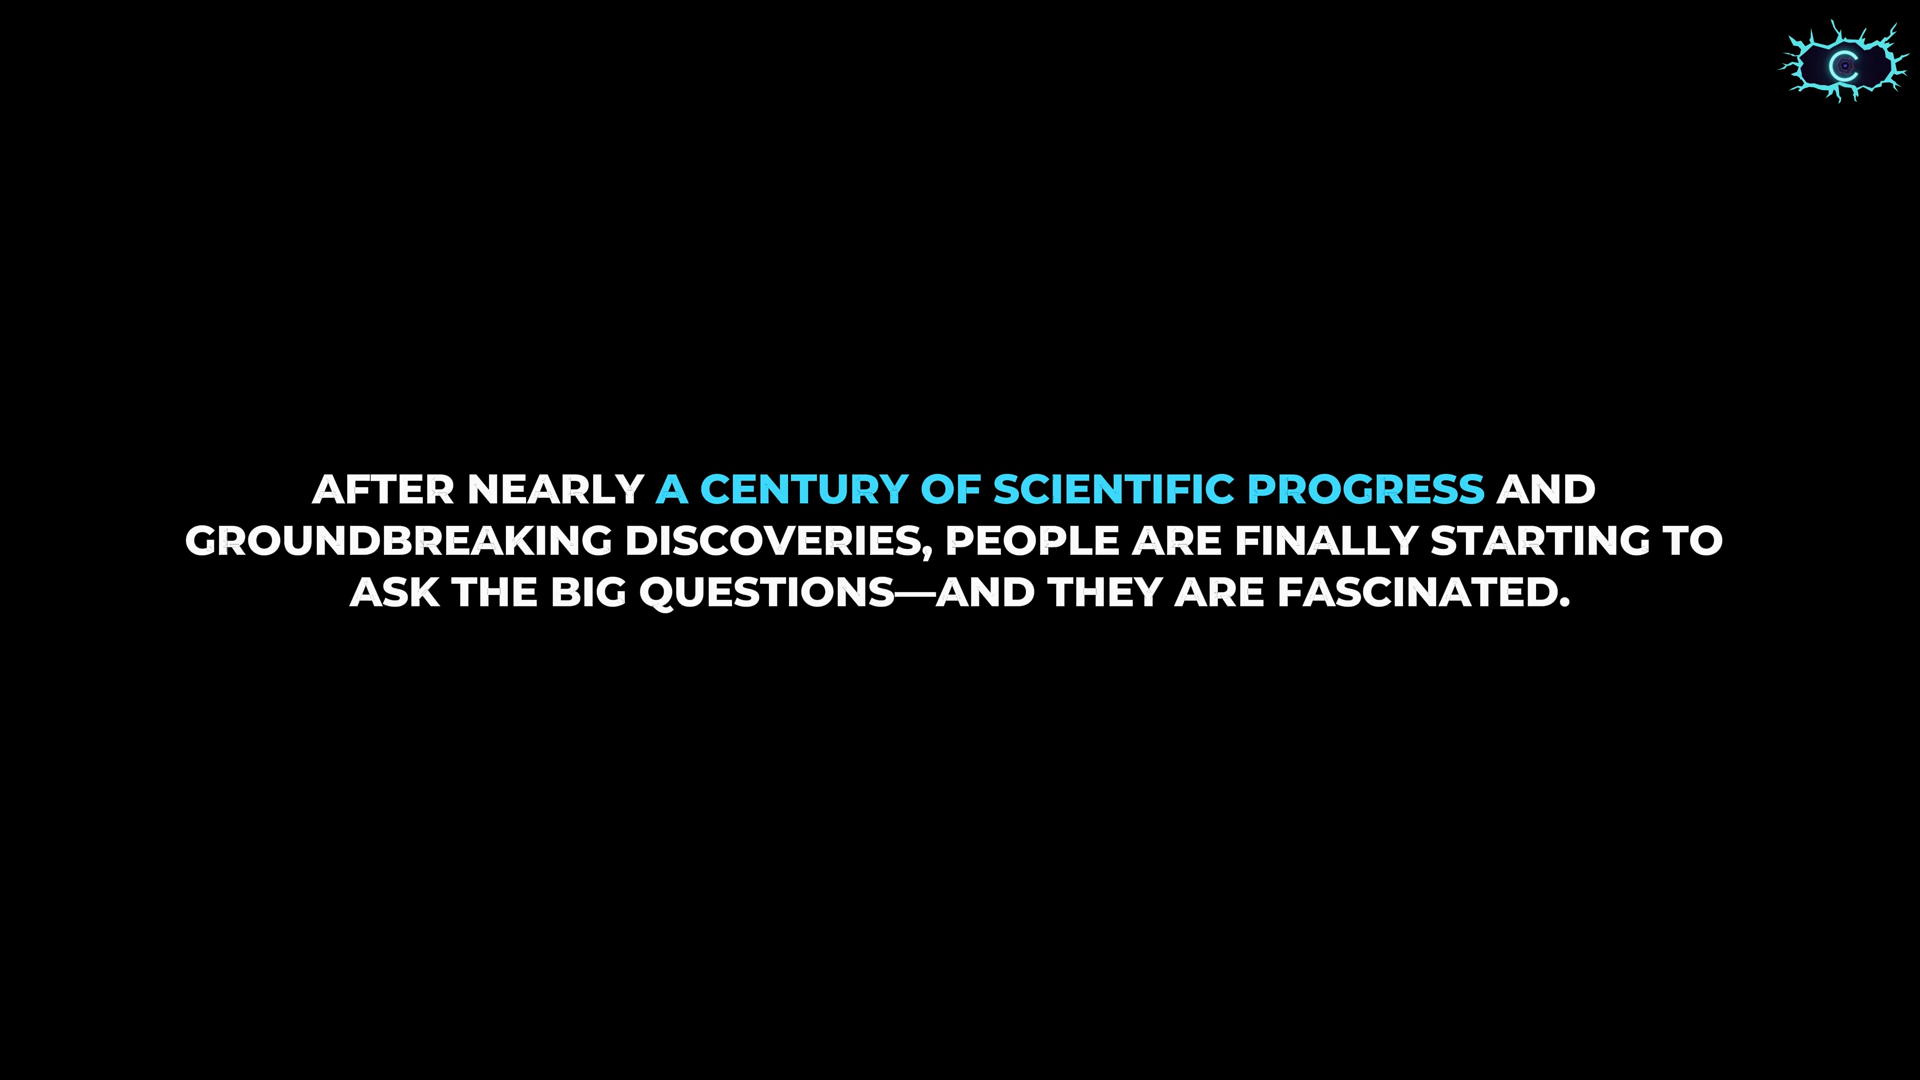 C
AFTER NEARLY A CENTURY OF SCIENTIFIC PROGRESS AND
GROUNDBREAKING DISCOVERIES, PEOPLE ARE FINALLY STARTING TO
ASK THE BIG QUESTIONS—AND THEY ARE FASCINATED.